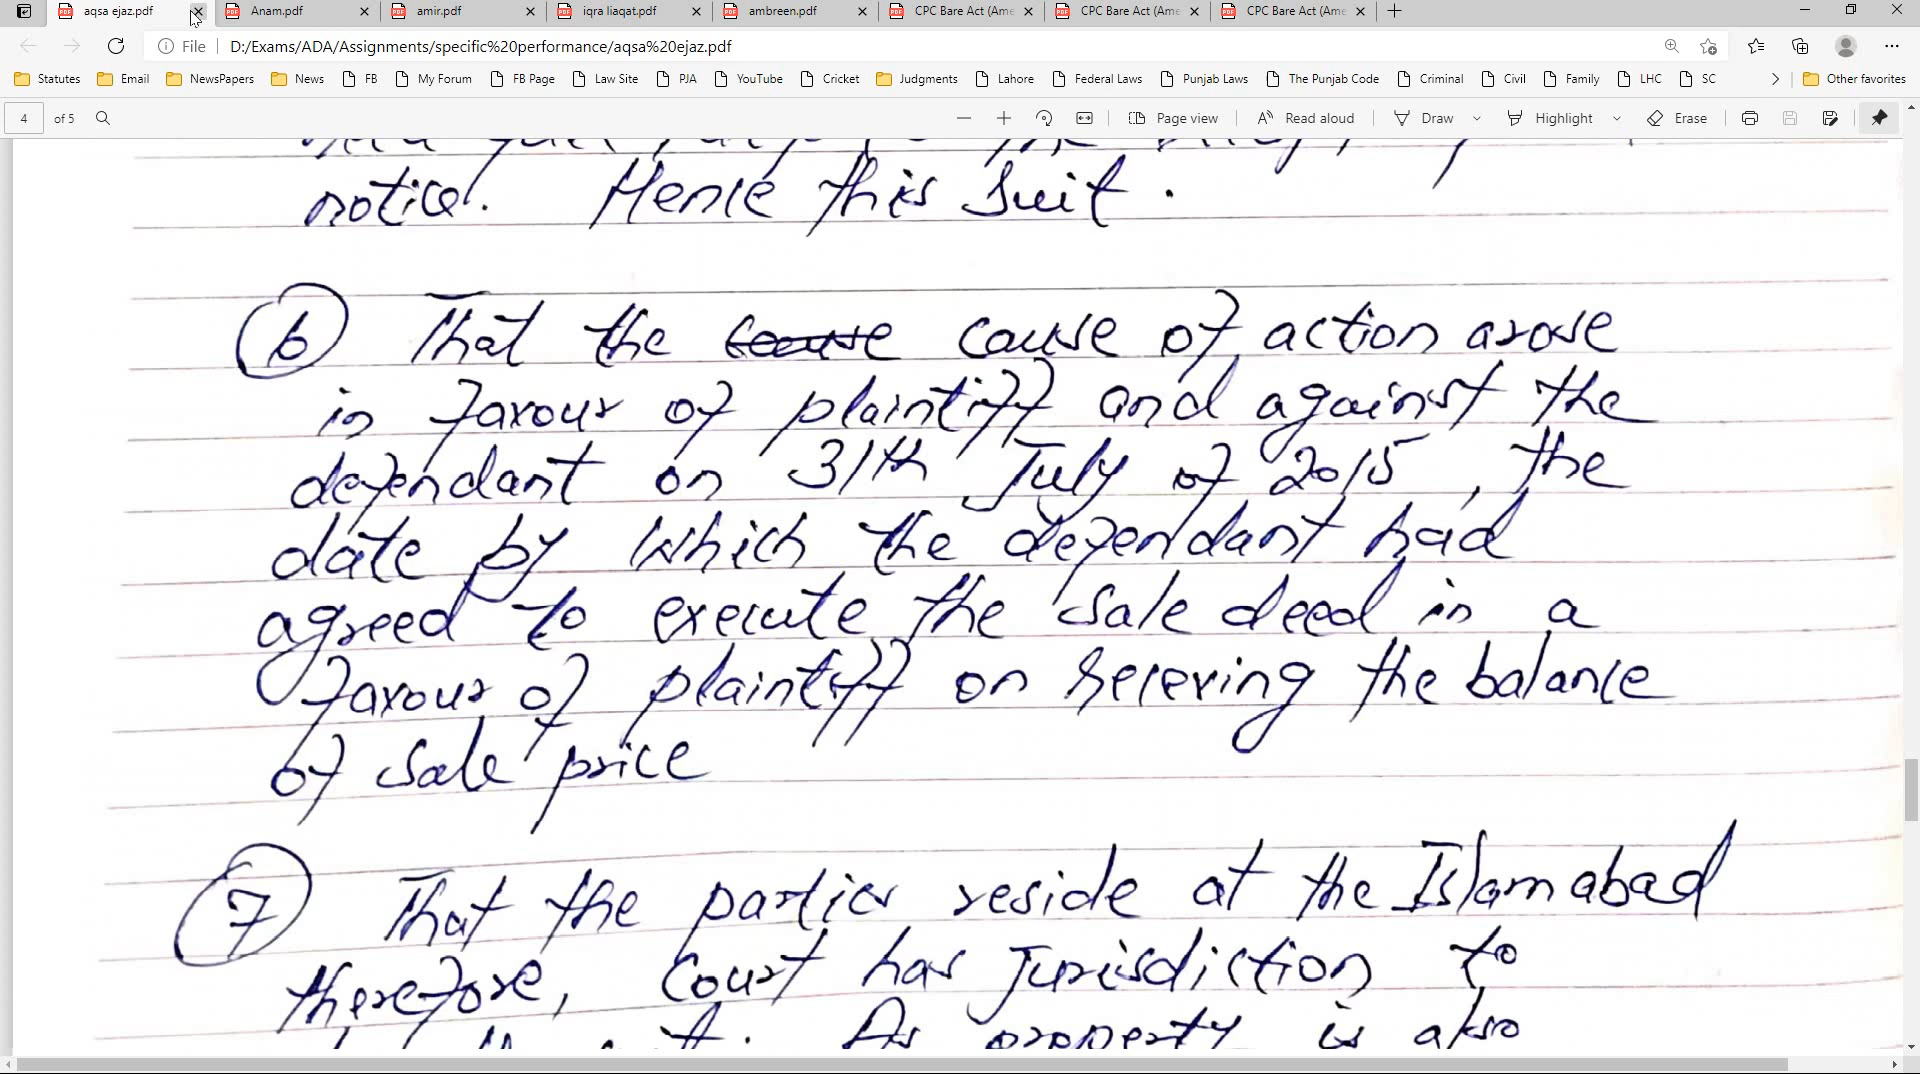 aqsa ejaz.pdf Anam.pdf amir.pdf iqra liaqat.pdf ambreen.pdf CPC Bare Act (Ame CPC Bare Act (Ame CPC Bare Act (Ame
File D:/Exams/ADA/Assignments/specific%20performance/aqsa%20ejaz.pdf
Statutes Email NewsPapers News FB My Forum FB Page Law Site PJA YouTube Cricket Judgments Lahore Federal Laws Punjab Laws The Punjab Code Criminal Civil Family LHC SC Other favorites
4 of 5 Page view Read aloud Draw Highlight Erase
notice. Hence this suit.
6 That the cause of action arose
in favour of plaintiff and against the
defendant on 31th July of 2015, the
date by which the defendant had
agreed to execute the sale deed in a
favour of plaintiff on recieving the balance
of sale price
7 That the parties reside at the Islamabad
therefore, Court has Jurisdiction to
As property is also